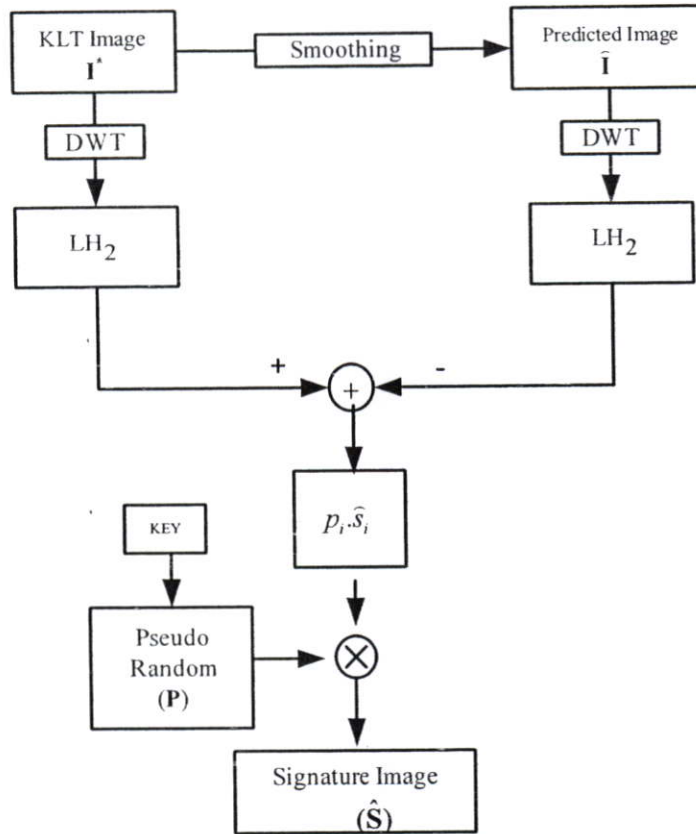 KLT Image
I*
Smoothing
Predicted Image
Î
DWT
DWT
LH₂
LH₂
+
-
+
pᵢ.ŝᵢ
KEY
Pseudo
Random
(P)
×
Signature Image
(Ŝ)